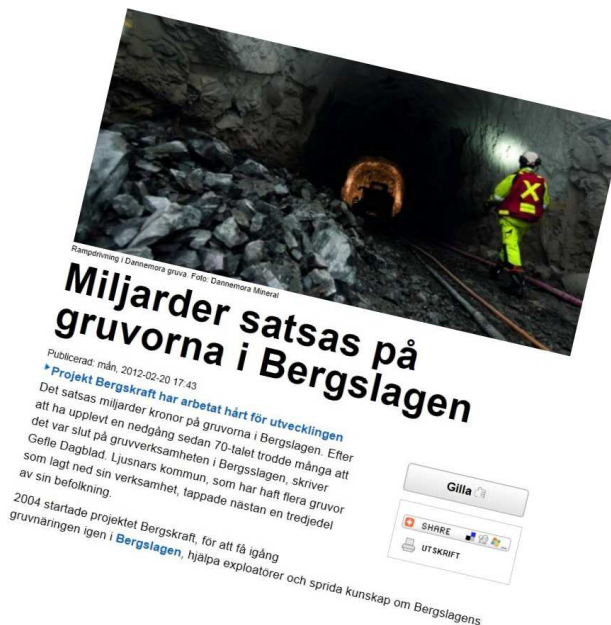 Rampdrivning i Dannemora gruva. Foto: Dannemora Mineral
Miljarder satsas på
gruvorna i Bergslagen
Publicerad: mån, 2012-02-20 17:43
Projekt Bergskraft har arbetat hårt för utvecklingen
Det satsas miljarder kronor på gruvorna i Bergslagen. Efter
att ha upplevt en nedgång sedan 70-talet trodde många att
det var slut på gruvverksamheten i Bergsslagen, skriver
Gefle Dagblad. Ljusnars kommun, som har haft flera gruvor
som lagt ned sin verksamhet, tappade nästan en tredjedel
av sin befolkning.
2004 startade projektet Bergskraft, för att få igång
gruvnäringen igen i Bergslagen, hjälpa exploatörer och sprida kunskap om Bergslagens
Gilla
SHARE
UTSKRIFT